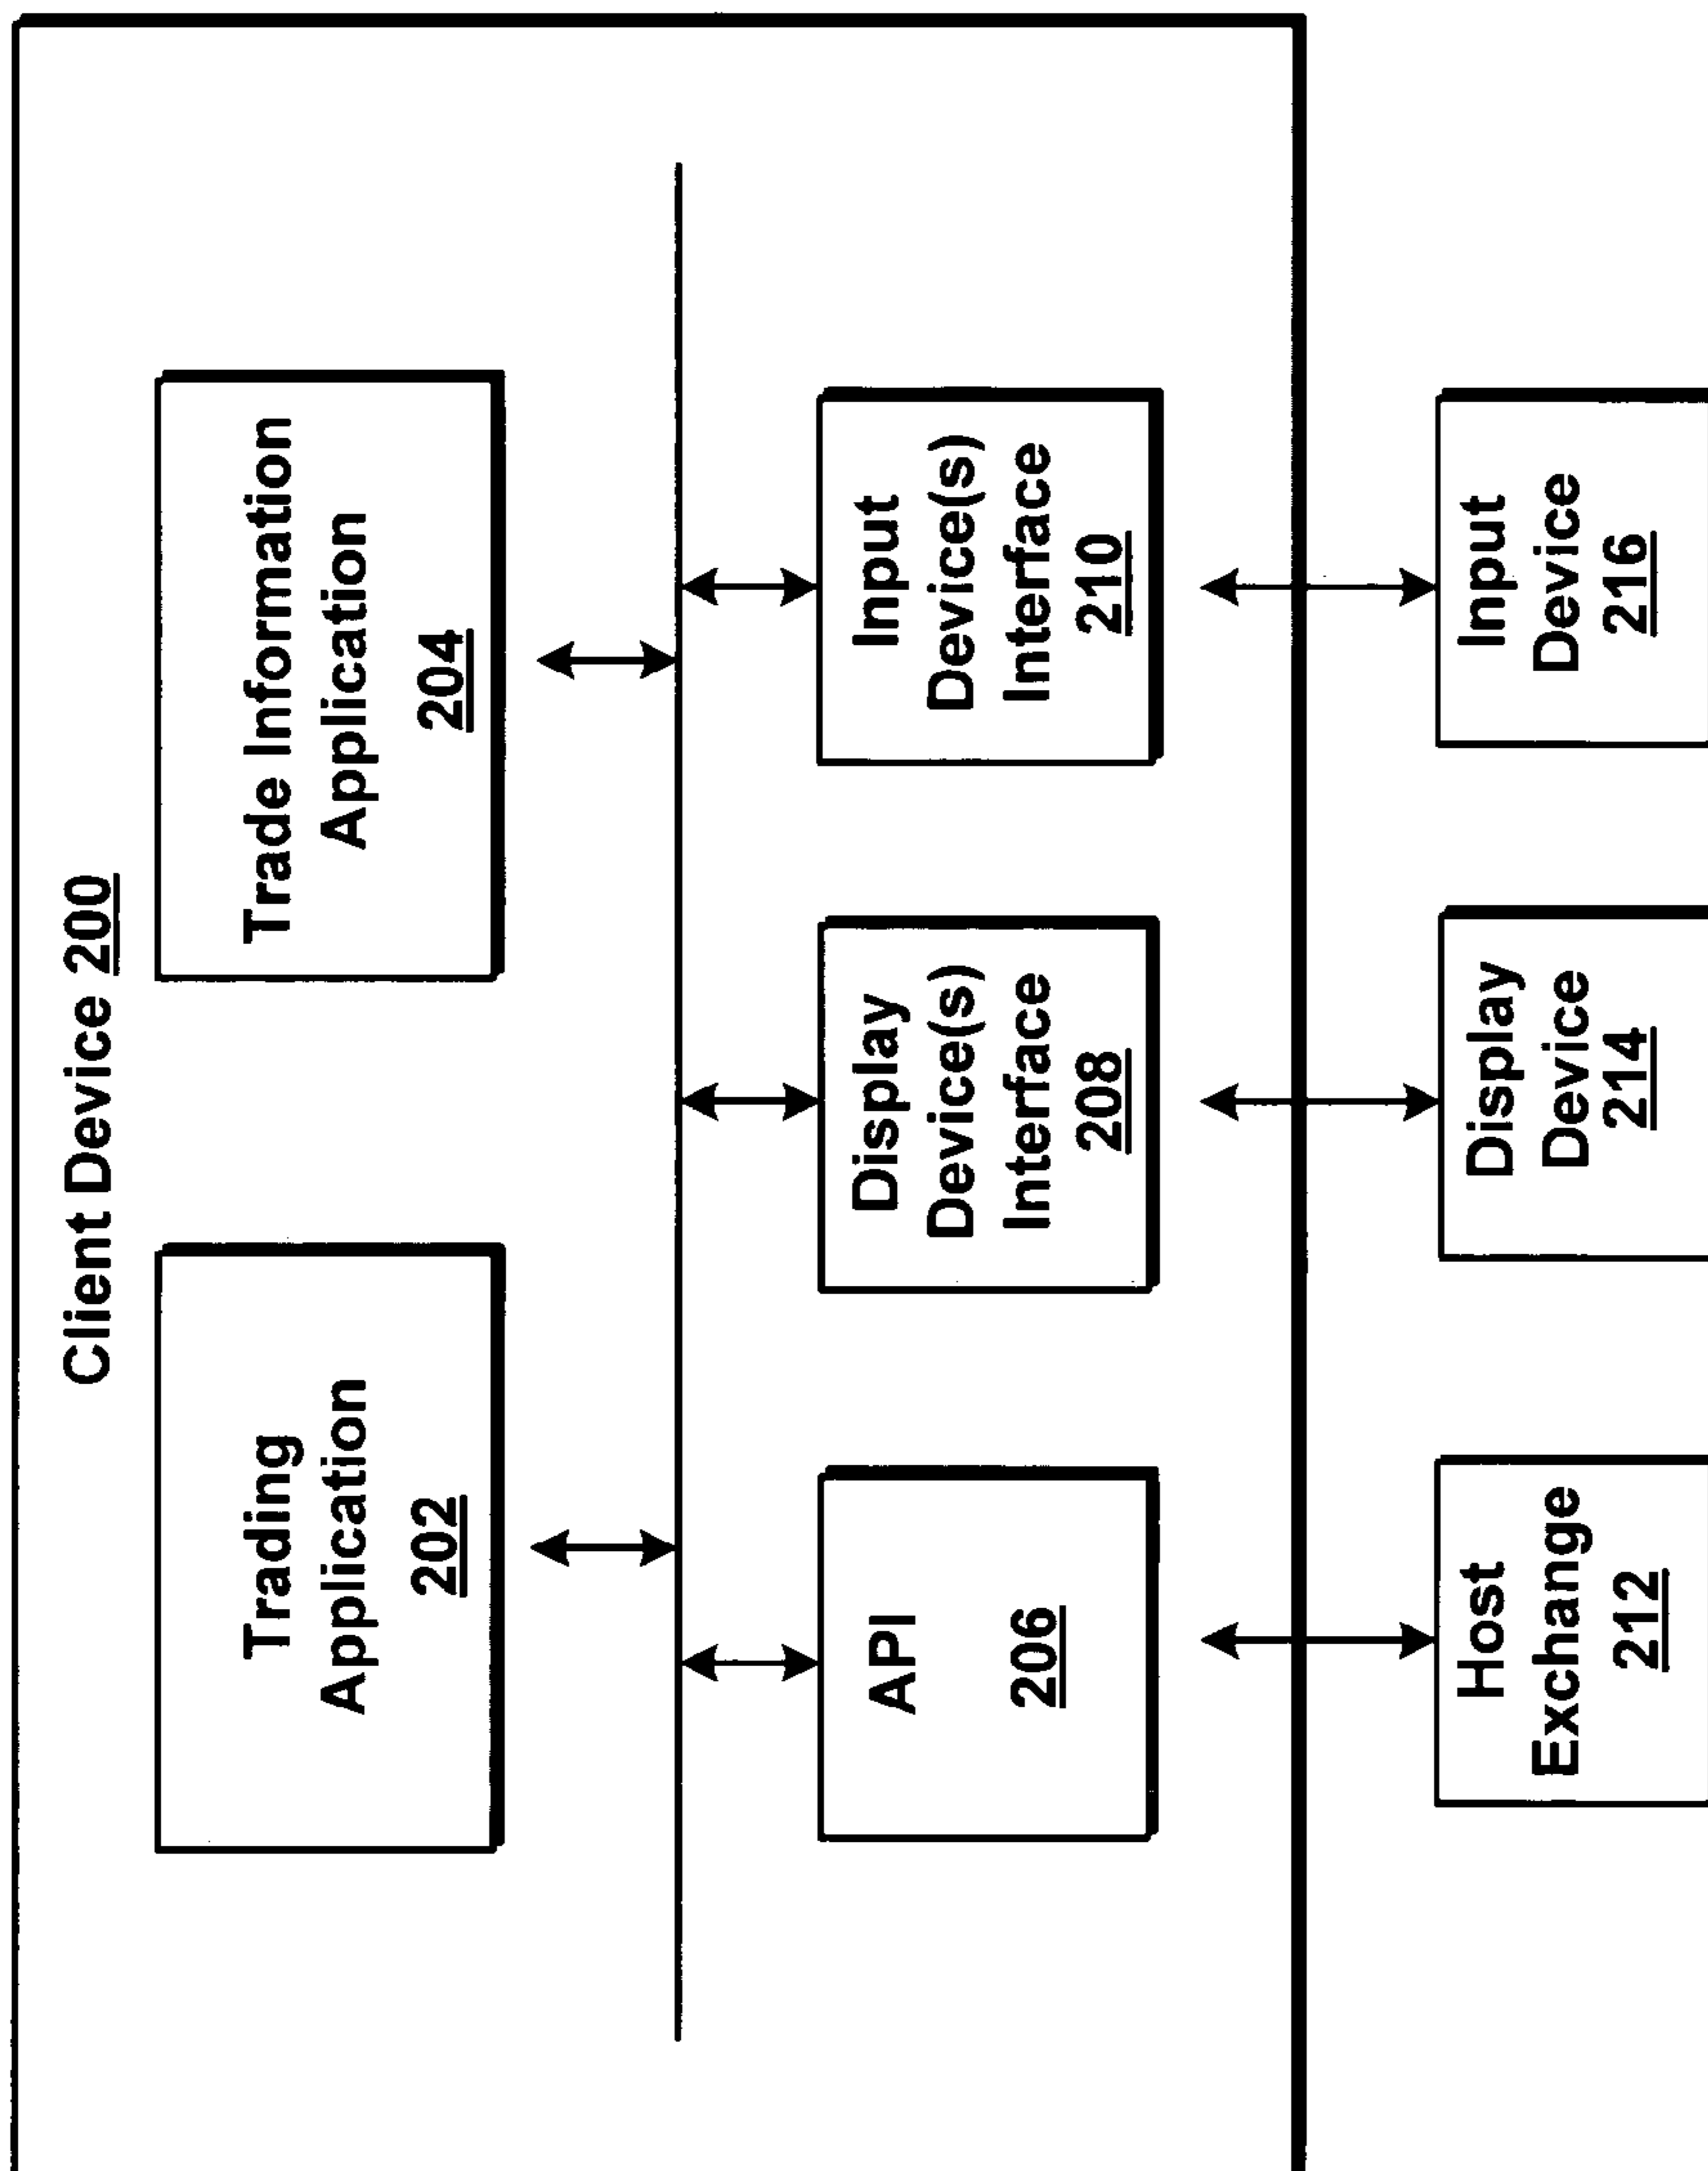 Client Device 200
Trading
Application
202
Trade Information
Application
204
API
206
Display
Device(s)
Interface
208
Input
Device(s)
Interface
210
Host
Exchange
212
Display
Device
214
Input
Device
216